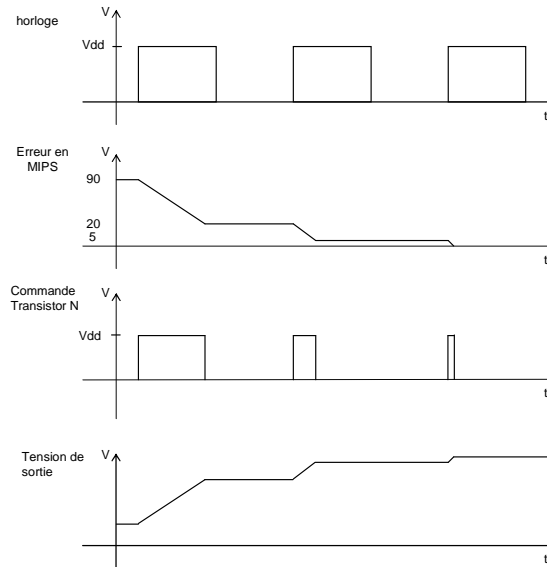 horloge
V
Vdd
t
Erreur en
MIPS
V
90
20
5
t
Commande
Transistor N
V
Vdd
t
Tension de
sortie
V
t